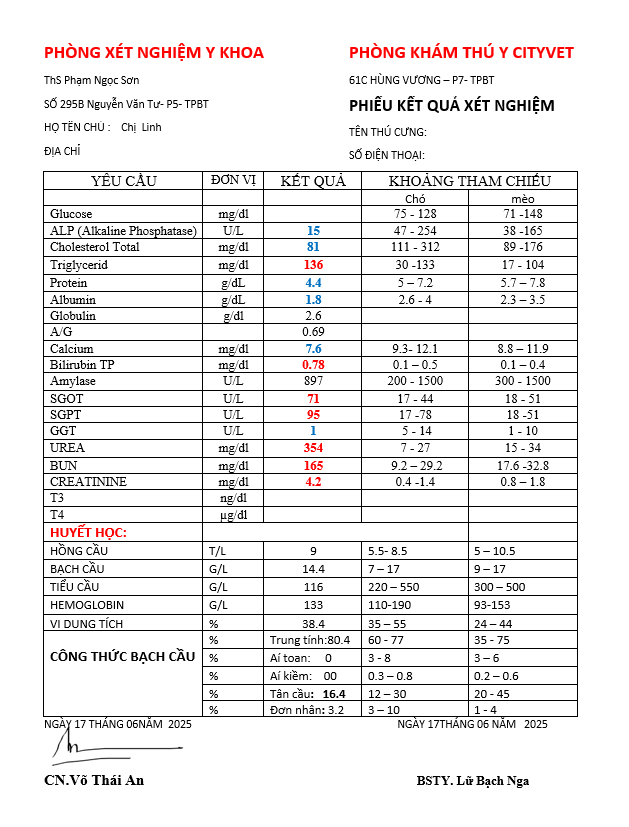 PHÒNG XÉT NGHIỆM Y KHOA
PHÒNG KHÁM THÚ Y CITYVET
ThS Phạm Ngọc Sơn
61C HÙNG VƯƠNG – P7- TPBT
SỐ 295B Nguyễn Văn Tư- P5- TPBT
PHIẾU KẾT QUẢ XÉT NGHIỆM
HỌ TÊN CHỦ : Chị Linh
TÊN THÚ CƯNG:
ĐỊA CHỈ
SỐ ĐIỆN THOẠI:
YÊU CẦU ĐƠN VỊ KẾT QUẢ KHOẢNG THAM CHIẾU
Chó mèo
Glucose mg/dl 75 - 128 71 -148
ALP (Alkaline Phosphatase) U/L 15 47 - 254 38 -165
Cholesterol Total mg/dl 81 111 - 312 89 -176
Triglycerid mg/dl 136 30 -133 17 - 104
Protein g/dL 4.4 5 – 7.2 5.7 – 7.8
Albumin g/dL 1.8 2.6 - 4 2.3 – 3.5
Globulin g/dl 2.6
A/G 0.69
Calcium mg/dl 7.6 9.3- 12.1 8.8 – 11.9
Bilirubin TP mg/dl 0.78 0.1 – 0.5 0.1 – 0.4
Amylase U/L 897 200 - 1500 300 - 1500
SGOT U/L 71 17 - 44 18 - 51
SGPT U/L 95 17 -78 18 -51
GGT U/L 1 5 - 14 1 - 10
UREA mg/dl 354 7 - 27 15 - 34
BUN mg/dl 165 9.2 – 29.2 17.6 -32.8
CREATININE mg/dl 4.2 0.4 -1.4 0.8 – 1.8
T3 ng/dl
T4 µg/dl
HUYẾT HỌC:
HỒNG CẦU T/L 9 5.5- 8.5 5 – 10.5
BẠCH CẦU G/L 14.4 7 – 17 9 – 17
TIỂU CẦU G/L 116 220 – 550 300 – 500
HEMOGLOBIN G/L 133 110-190 93-153
VI DUNG TÍCH % 38.4 35 – 55 24 – 44
CÔNG THỨC BẠCH CẦU
% Trung tính:80.4 60 - 77 35 - 75
% Aí toan: 0 3 - 8 3 – 6
% Aí kiềm: 00 0.3 – 0.8 0.2 – 0.6
% Tân cầu: 16.4 12 – 30 20 - 45
% Đơn nhân: 3.2 3 – 10 1 - 4
NGÀY 17 THÁNG 06NĂM 2025
NGÀY 17THÁNG 06 NĂM 2025
CN.Võ Thái An
BSTY. Lữ Bạch Nga